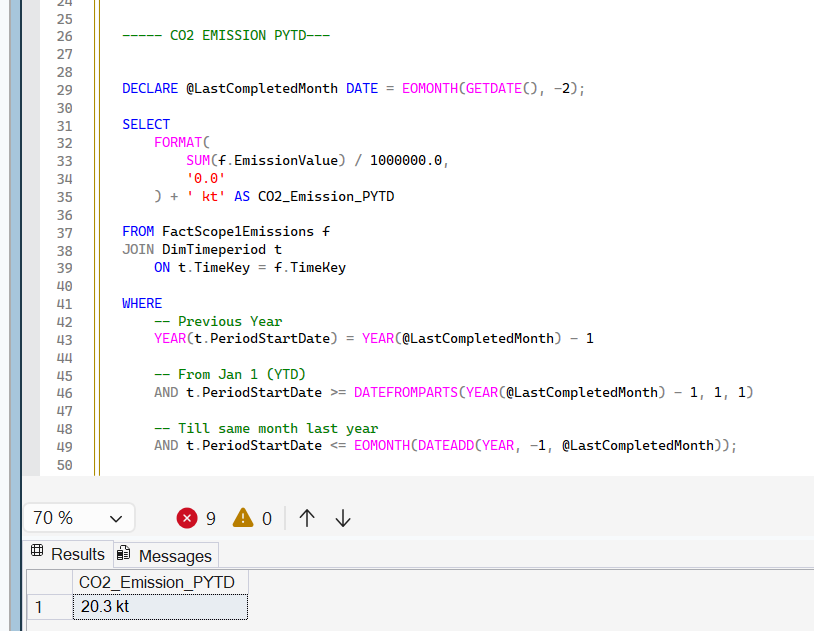 24
25
26 ----- CO2 EMISSION PYTD---
27
28
29 DECLARE @LastCompletedMonth DATE = EOMONTH(GETDATE(), -2);
30
31 SELECT
32 FORMAT(
33 SUM(f.EmissionValue) / 1000000.0,
34 '0.0'
35 ) + ' kt' AS CO2_Emission_PYTD
36
37 FROM FactScope1Emissions f
38 JOIN DimTimeperiod t
39 ON t.TimeKey = f.TimeKey
40
41 WHERE
42 -- Previous Year
43 YEAR(t.PeriodStartDate) = YEAR(@LastCompletedMonth) - 1
44
45 -- From Jan 1 (YTD)
46 AND t.PeriodStartDate >= DATEFROMPARTS(YEAR(@LastCompletedMonth) - 1, 1, 1)
47
48 -- Till same month last year
49 AND t.PeriodStartDate <= EOMONTH(DATEADD(YEAR, -1, @LastCompletedMonth));
50
70 % 9 0
Results Messages
CO2_Emission_PYTD
1 20.3 kt